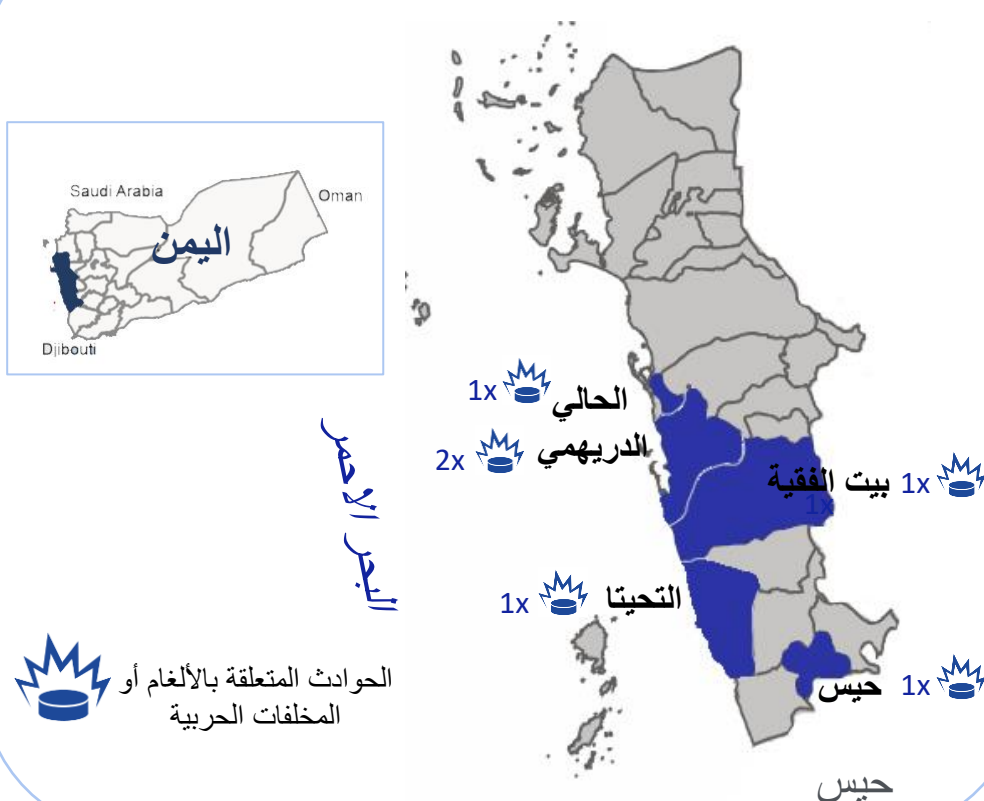 Saudi Arabia
Oman
اليمن
Djibouti
البحر الاحمر
1x
الحالي
2x
الدريهمي
بيت الفقية
1x
1x
1x
التحيتا
حيس
1x
الحوادث المتعلقة بالألغام أو
المخلفات الحربية
حيس